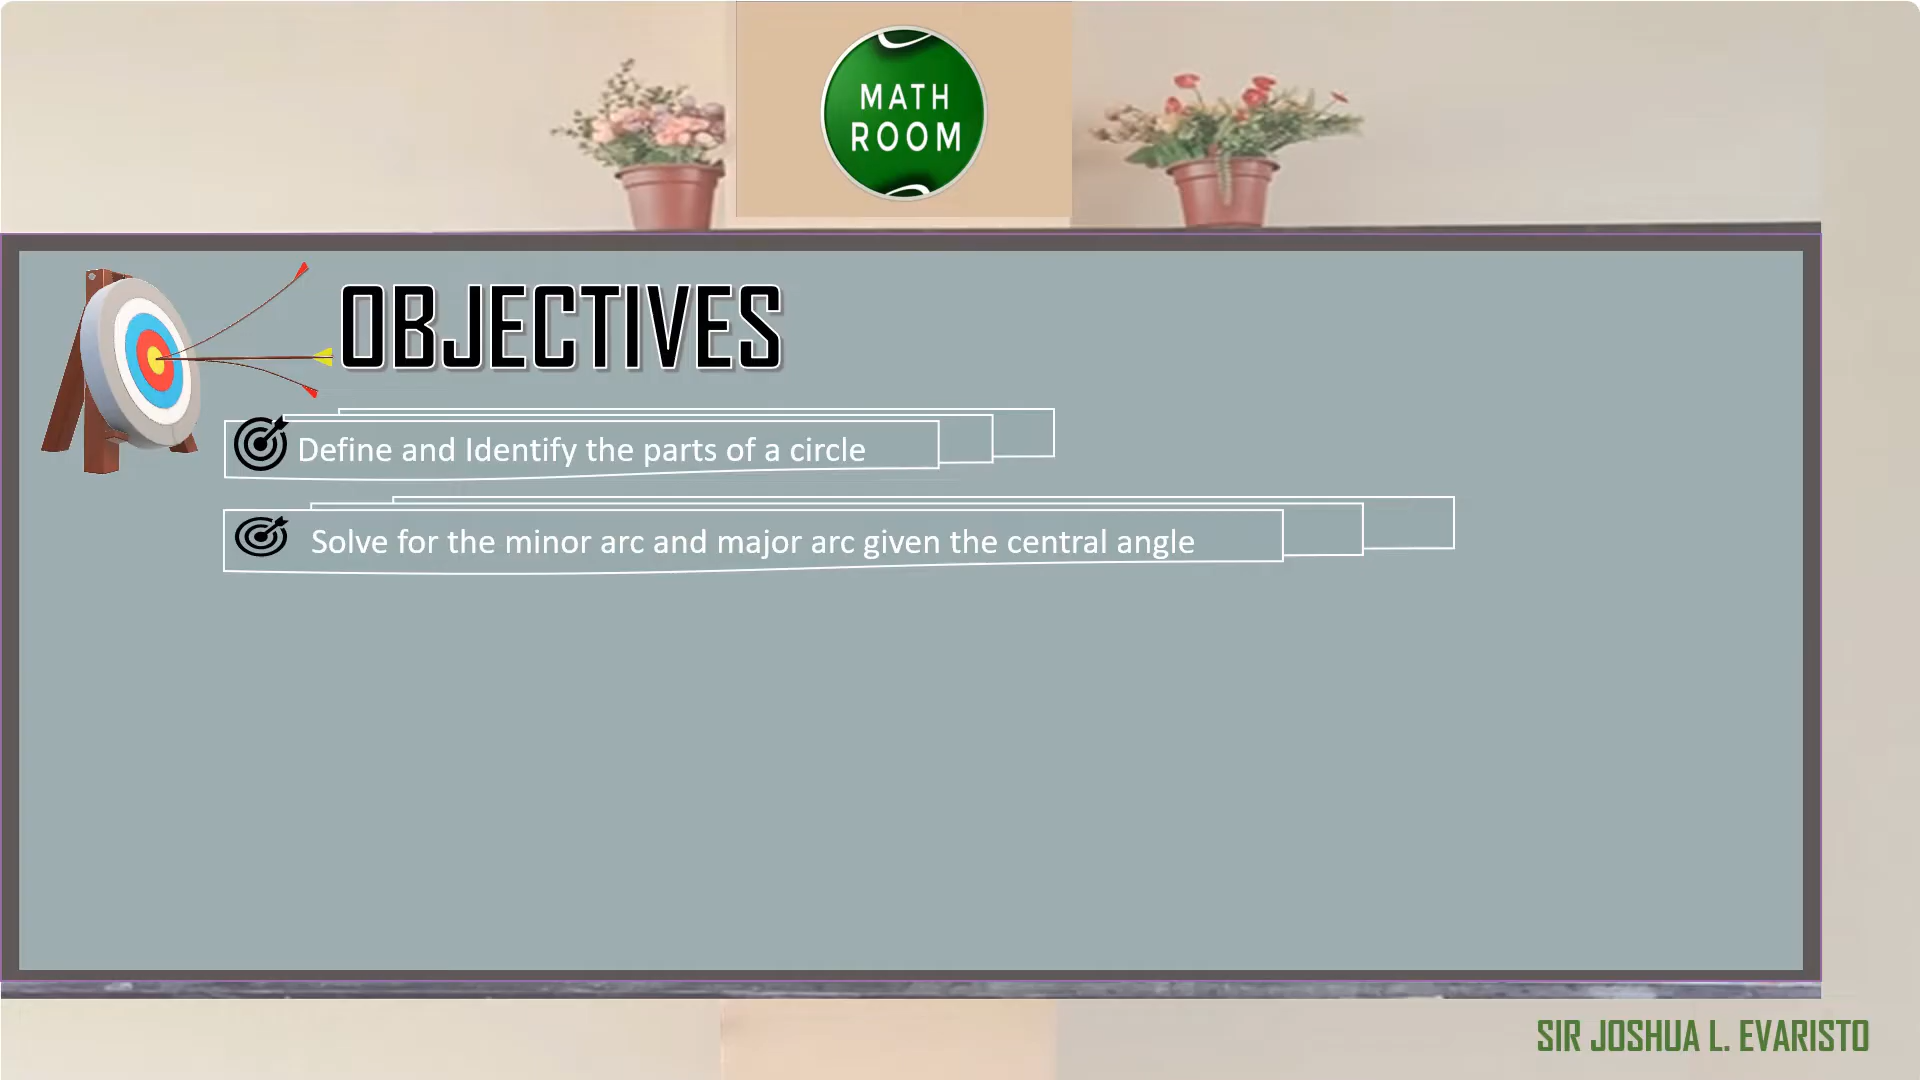 MATH
ROOM
OBJECTIVES
Define and Identify the parts of a circle
Solve for the minor arc and major arc given the central angle
SIR JOSHUA L. EVARISTO